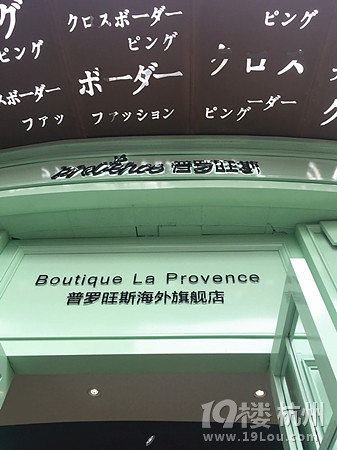 グ クロスボーダー
ピング
ボーダー クロス
スボーダー ピング
ファッ ファッション ピング ーダー
La provence 普罗旺斯
Boutique La Provence
普罗旺斯海外旗舰店
19楼 杭州
www.19Lou.com